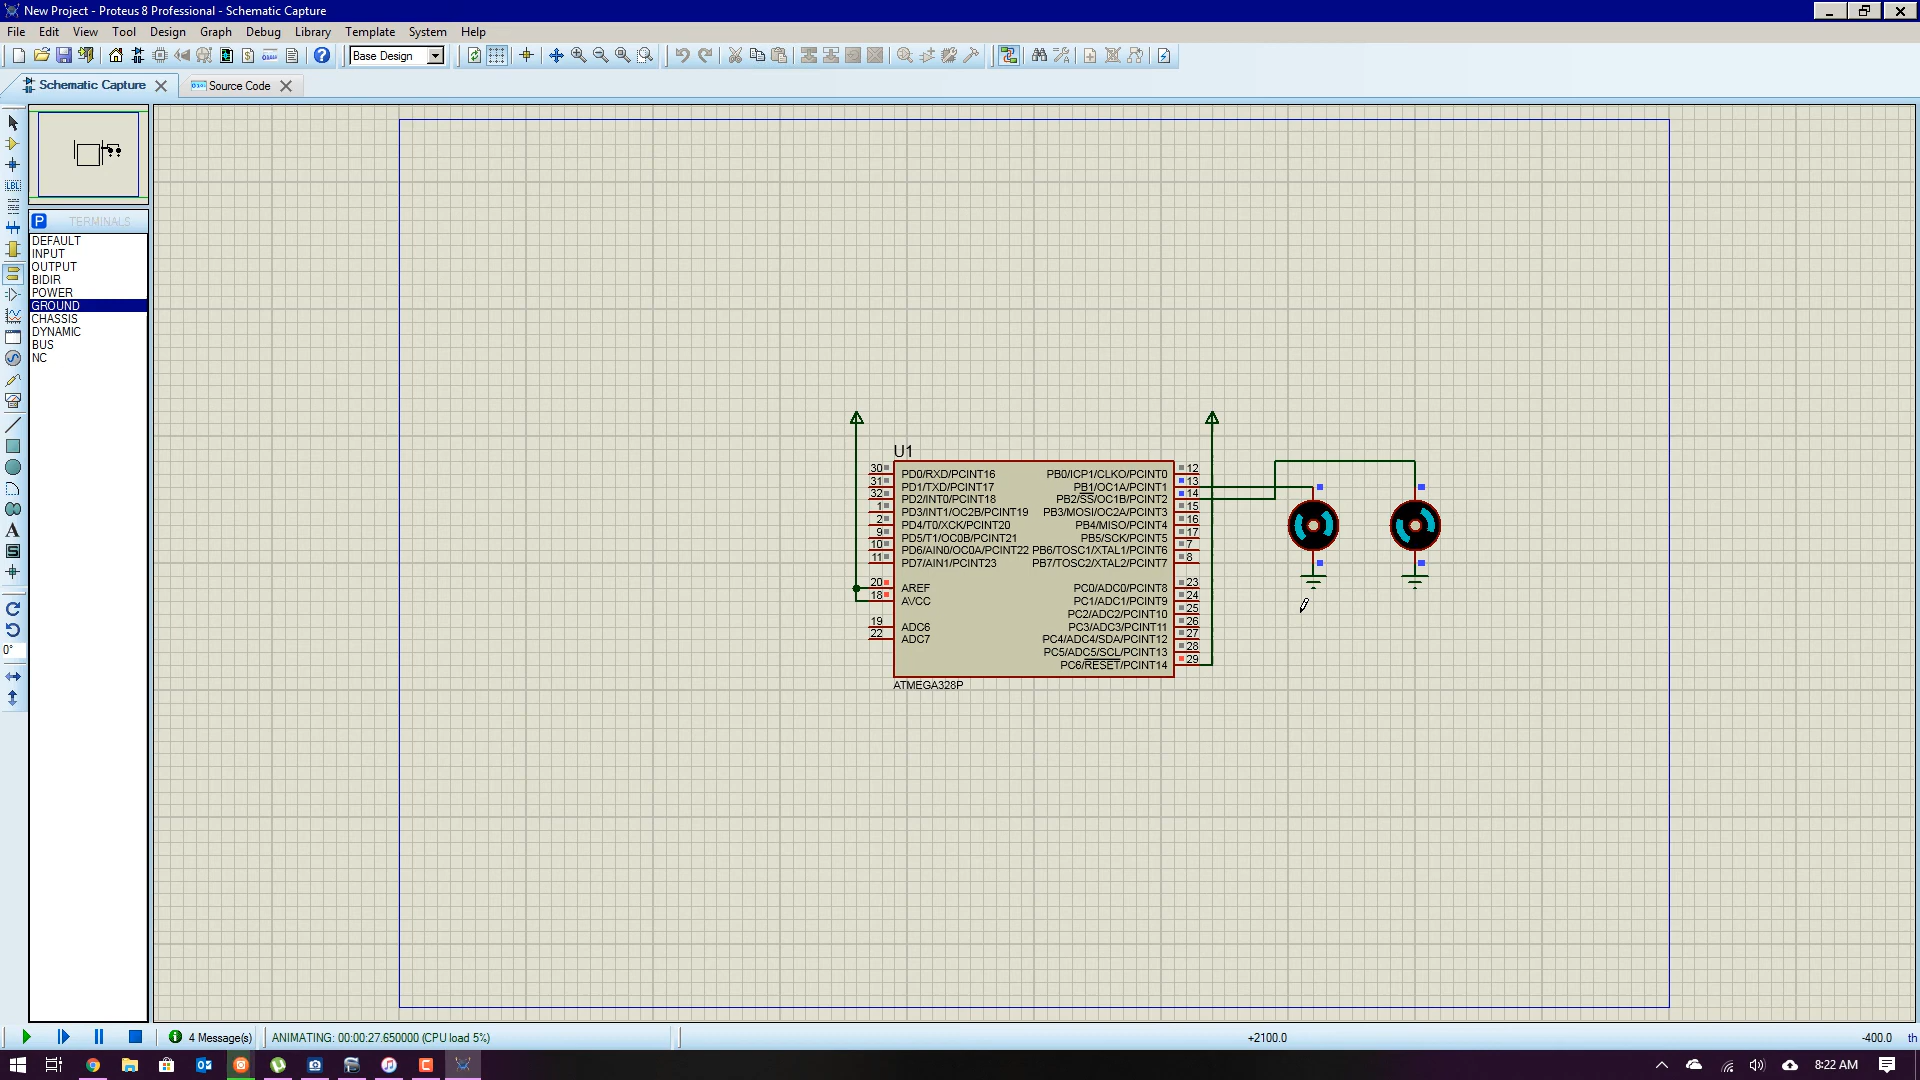 New Project - Proteus 8 Professional - Schematic Capture
File Edit View Tool Design Graph Debug Library Template System Help
Base Design
Schematic Capture
Source Code
LBL
P TERMINALS
DEFAULT
INPUT
OUTPUT
BIDIR
POWER
GROUND
CHASSIS
DYNAMIC
BUS
NC
A
S
0°
U1
30 PD0/RXD/PCINT16 PB0/ICP1/CLKO/PCINT0 12
31 PD1/TXD/PCINT17 PB1/OC1A/PCINT1 13
32 PD2/INT0/PCINT18 PB2/SS/OC1B/PCINT2 14
1 PD3/INT1/OC2B/PCINT19 PB3/MOSI/OC2A/PCINT3 15
2 PD4/T0/XCK/PCINT20 PB4/MISO/PCINT4 16
9 PD5/T1/OC0B/PCINT21 PB5/SCK/PCINT5 17
10 PD6/AIN0/OC0A/PCINT22 PB6/TOSC1/XTAL1/PCINT6 7
11 PD7/AIN1/PCINT23 PB7/TOSC2/XTAL2/PCINT7 8
20 AREF PC0/ADC0/PCINT8 23
18 AVCC PC1/ADC1/PCINT9 24
PC2/ADC2/PCINT10 25
19 ADC6 PC3/ADC3/PCINT11 26
22 ADC7 PC4/ADC4/SDA/PCINT12 27
PC5/ADC5/SCL/PCINT13 28
PC6/RESET/PCINT14 29
ATMEGA328P
4 Message(s) ANIMATING: 00:00:27.650000 (CPU load 5%) +2100.0 -400.0 th
8:22 AM